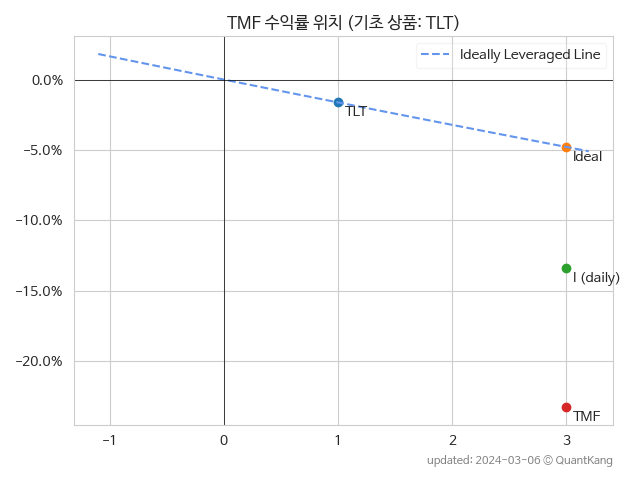 TMF 수익률 위치 (기초 상품: TLT)
Ideally Leveraged Line
0.0%
TLT
−5.0%
Ideal
−10.0%
I (daily)
−15.0%
−20.0%
TMF
−1
0
1
2
3
updated: 2024-03-06 © QuantKang